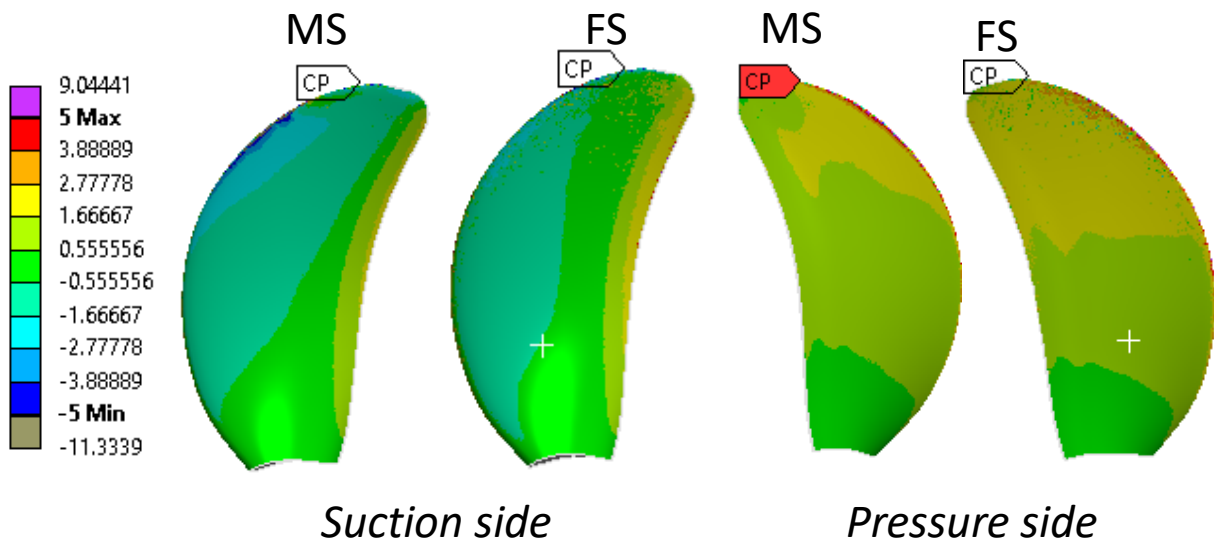 MS
FS
MS
FS
CP
CP
CP
CP
9.04441
5 Max
3.88889
2.77778
1.66667
0.555556
-0.555556
-1.66667
-2.77778
-3.88889
-5 Min
-11.3339
Suction side
Pressure side